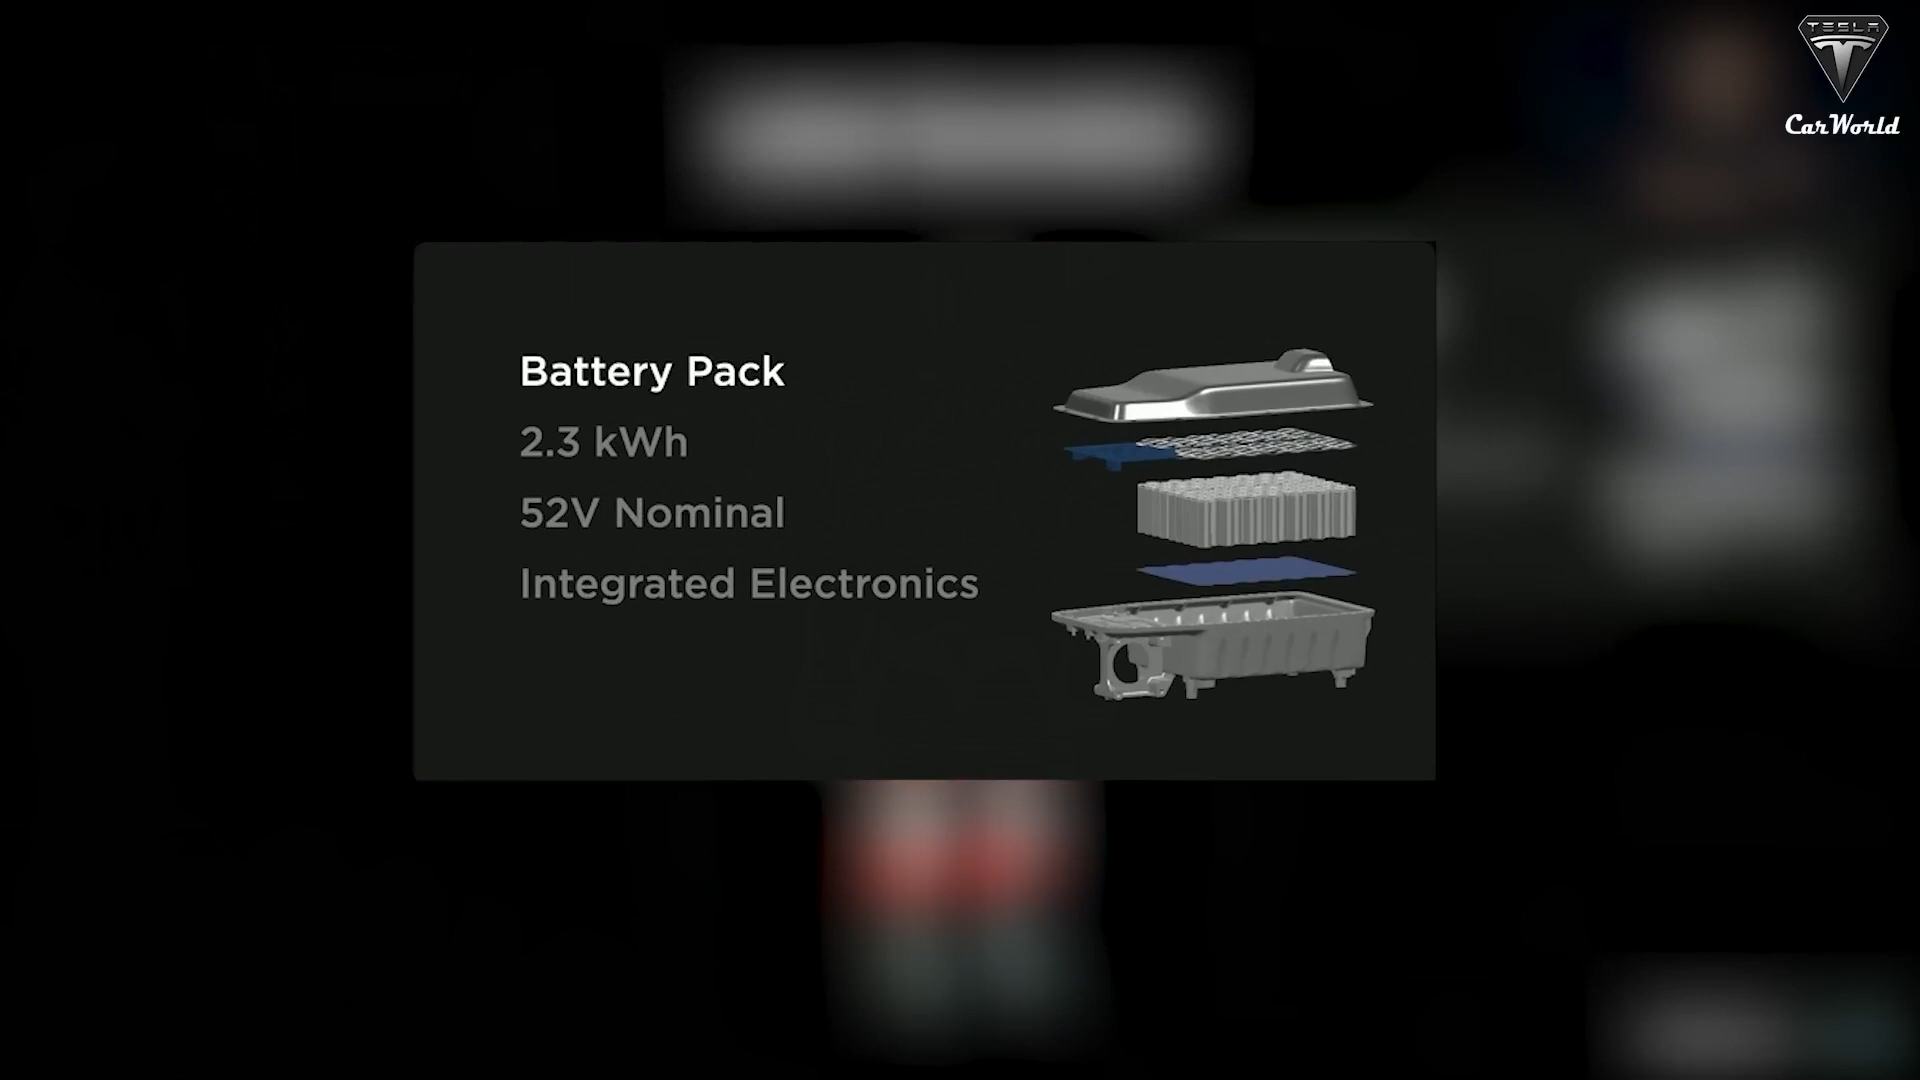 TESLA
CarWorld
Battery Pack
2.3 kWh
52V Nominal
Integrated Electronics